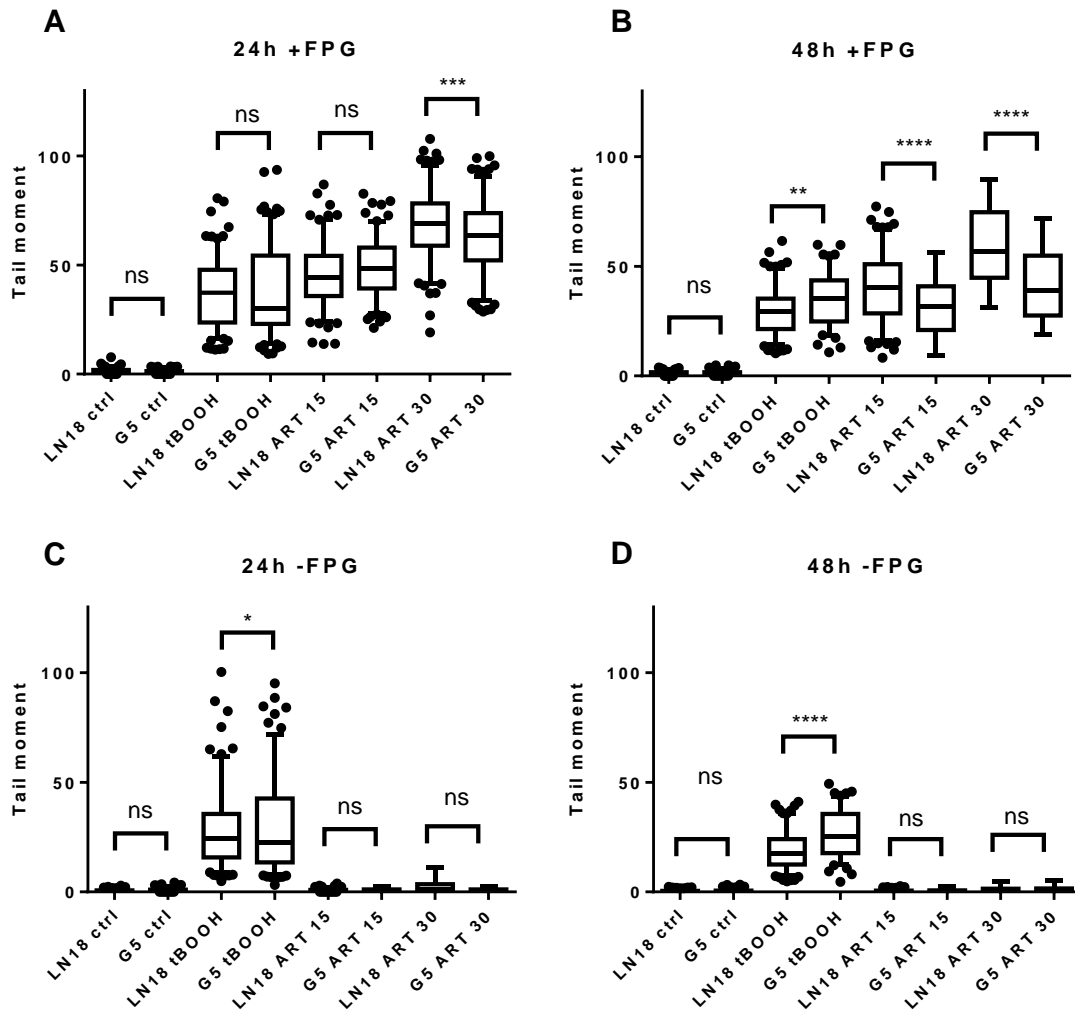 A
24h +FPG
Tail moment
100
50
0
ns
ns
ns
***
LN18 ctrl
G5 ctrl
LN18 tBOOH
G5 tBOOH
LN18 ART 15
G5 ART 15
LN18 ART 30
G5 ART 30
B
48h +FPG
Tail moment
100
50
0
ns
**
****
****
LN18 ctrl
G5 ctrl
LN18 tBOOH
G5 tBOOH
LN18 ART 15
G5 ART 15
LN18 ART 30
G5 ART 30
C
24h -FPG
Tail moment
100
50
0
ns
*
ns
ns
LN18 ctrl
G5 ctrl
LN18 tBOOH
G5 tBOOH
LN18 ART 15
G5 ART 15
LN18 ART 30
G5 ART 30
D
48h -FPG
Tail moment
100
50
0
ns
****
ns
ns
LN18 ctrl
G5 ctrl
LN18 tBOOH
G5 tBOOH
LN18 ART 15
G5 ART 15
LN18 ART 30
G5 ART 30